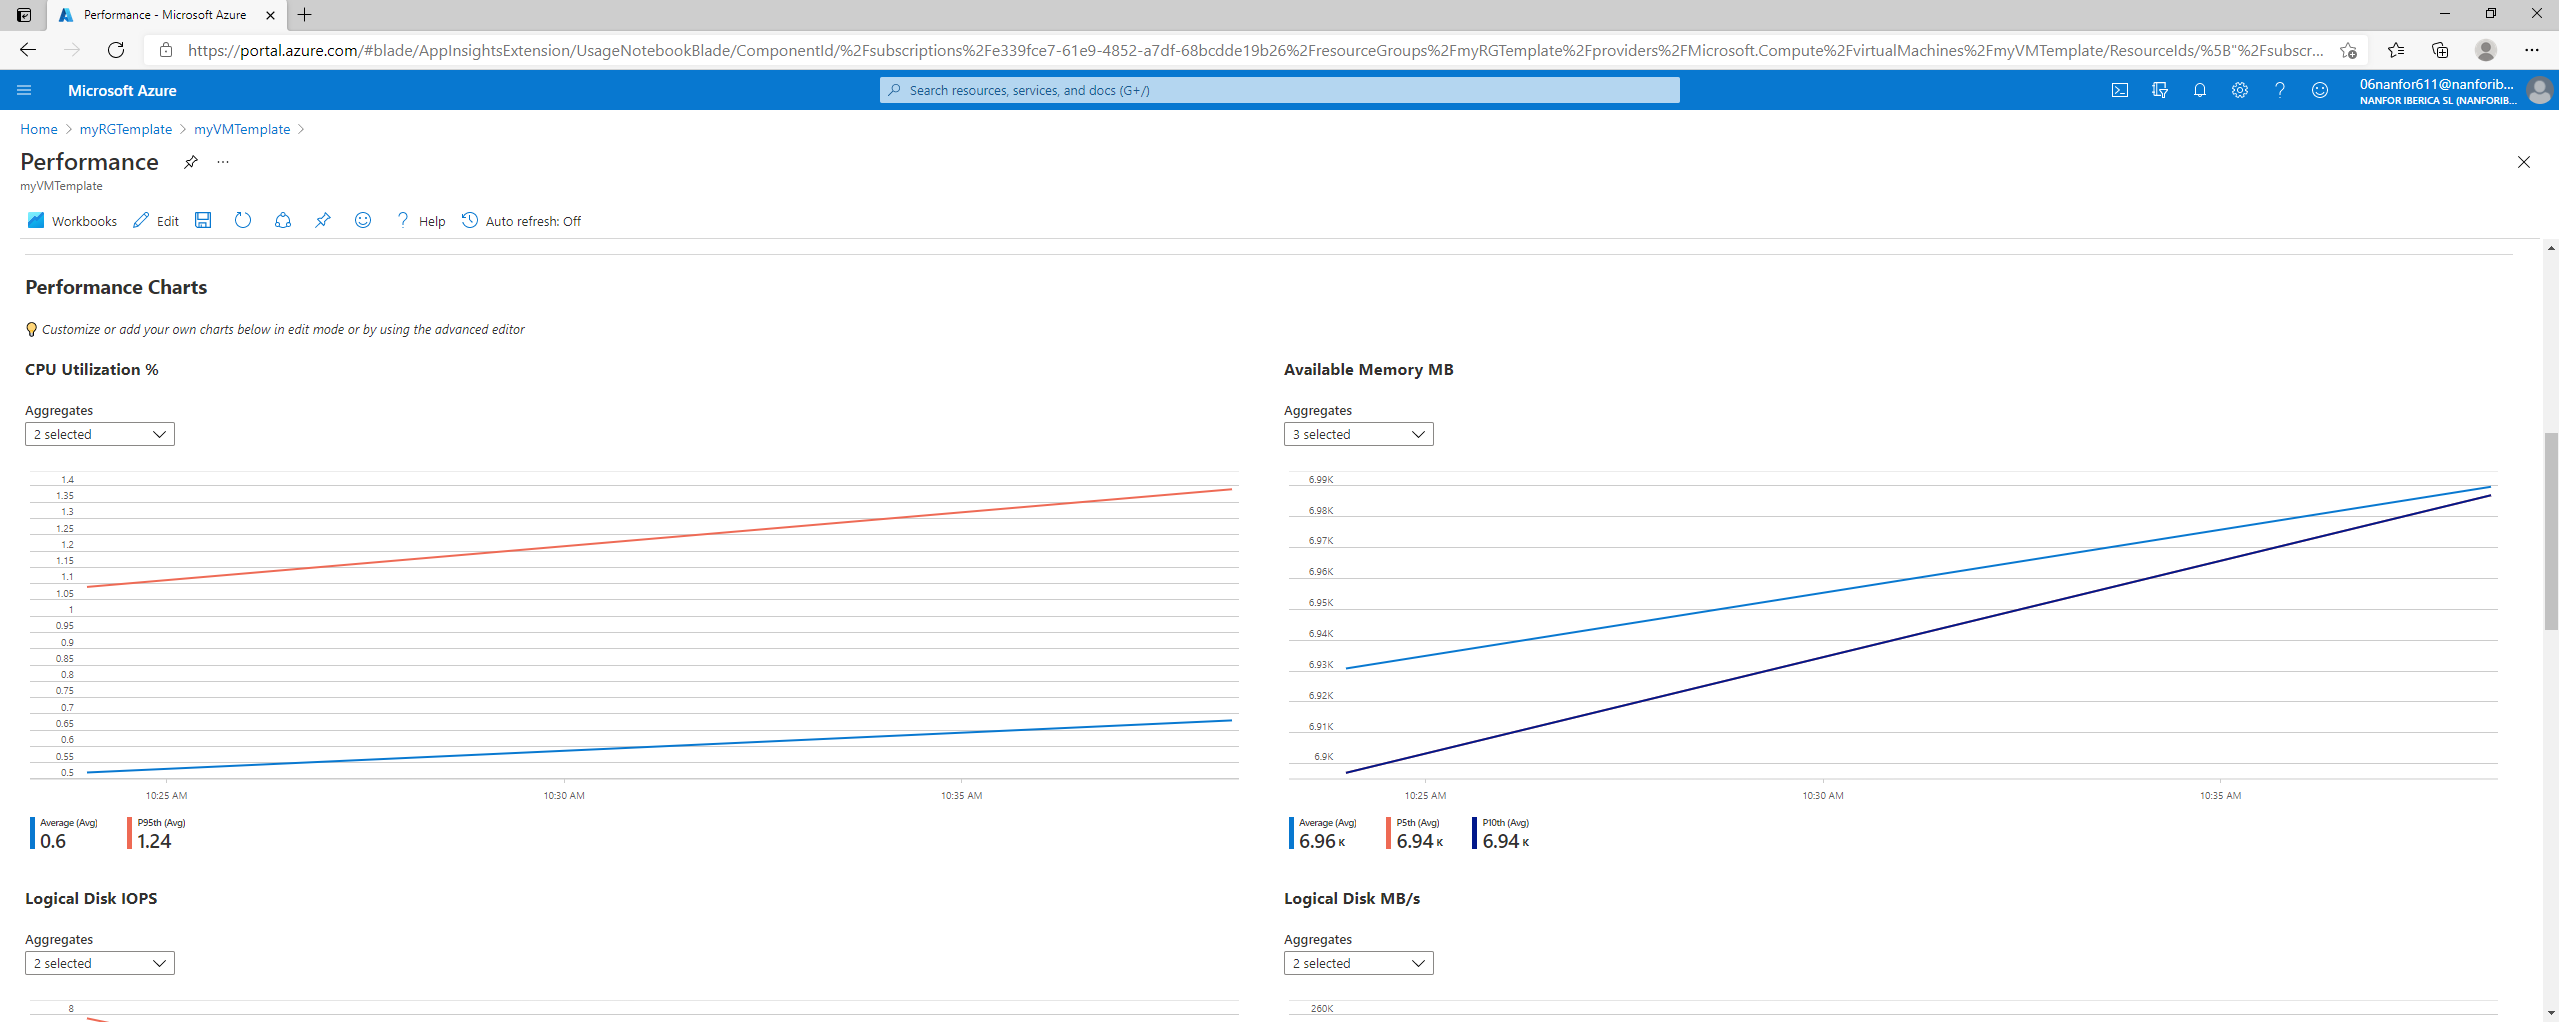 Performance - Microsoft Azure
https://portal.azure.com/#blade/AppInsightsExtension/UsageNotebookBlade/ComponentId/%2Fsubscriptions%2Fe339fce7-61e9-4852-a7df-68bcdde19b26%2FresourceGroups%2FmyRGTemplate%2Fproviders%2FMicrosoft.Compute%2FvirtualMachines%2FmyVMTemplate/ResourceIds/%5B"%2Fsubscr...
Microsoft Azure
Search resources, services, and docs (G+/)
06nanfor611@nanforib...
NANFOR IBERICA SL (NANFORIB...
Home > myRGTemplate > myVMTemplate >
Performance ...
myVMTemplate
Workbooks Edit ? Help Auto refresh: Off
Performance Charts
Customize or add your own charts below in edit mode or by using the advanced editor
CPU Utilization %
Aggregates
2 selected
1.4
1.35
1.3
1.25
1.2
1.15
1.1
1.05
1
0.95
0.9
0.85
0.8
0.75
0.7
0.65
0.6
0.55
0.5
10:25 AM 10:30 AM 10:35 AM
Average (Avg) P95th (Avg)
0.6 1.24
Available Memory MB
Aggregates
3 selected
6.99K
6.98K
6.97K
6.96K
6.95K
6.94K
6.93K
6.92K
6.91K
6.9K
10:25 AM 10:30 AM 10:35 AM
Average (Avg) P5th (Avg) P10th (Avg)
6.96 K 6.94 K 6.94 K
Logical Disk IOPS
Aggregates
2 selected
8
Logical Disk MB/s
Aggregates
2 selected
260K